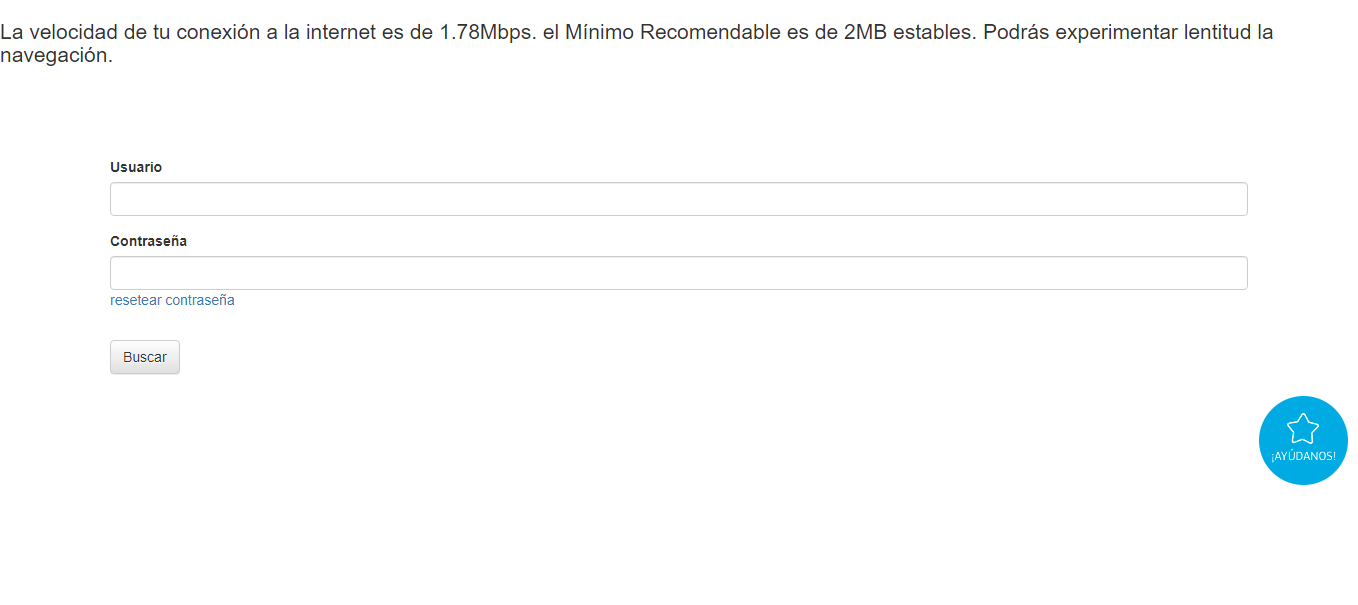 La velocidad de tu conexión a la internet es de 1.78Mbps. el Mínimo Recomendable es de 2MB estables. Podrás experimentar lentitud la
navegación.
Usuario
Contraseña
resetear contraseña
Buscar
¡AYÚDANOS!